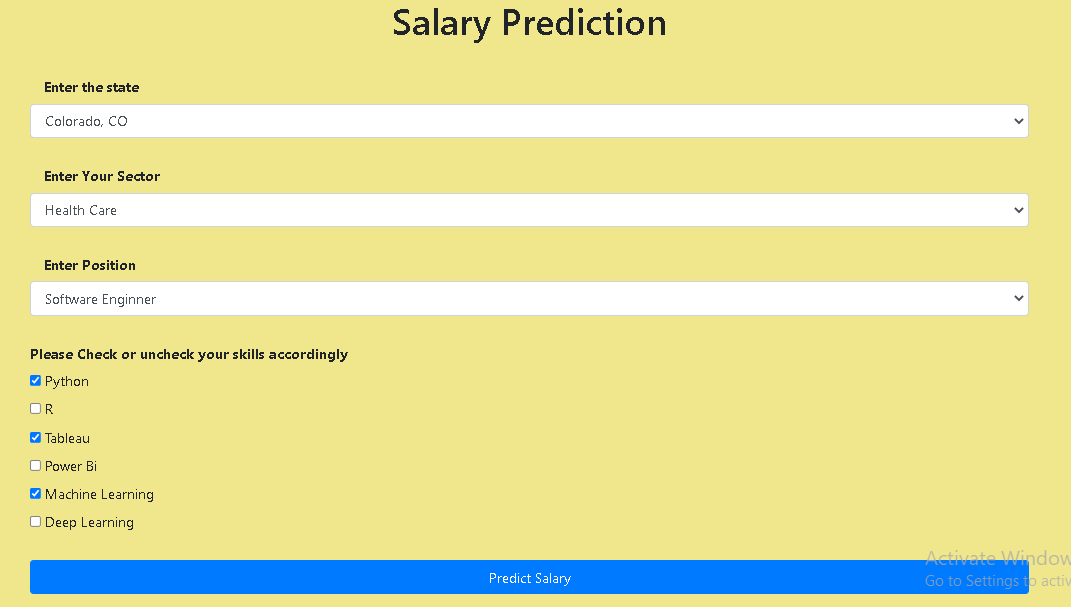 Salary Prediction
Enter the state
Colorado, CO
Enter Your Sector
Health Care
Enter Position
Software Enginner
Please Check or uncheck your skills accordingly
Python
R
Tableau
Power Bi
Machine Learning
Deep Learning
Predict Salary
Activate Window
Go to Settings to activ